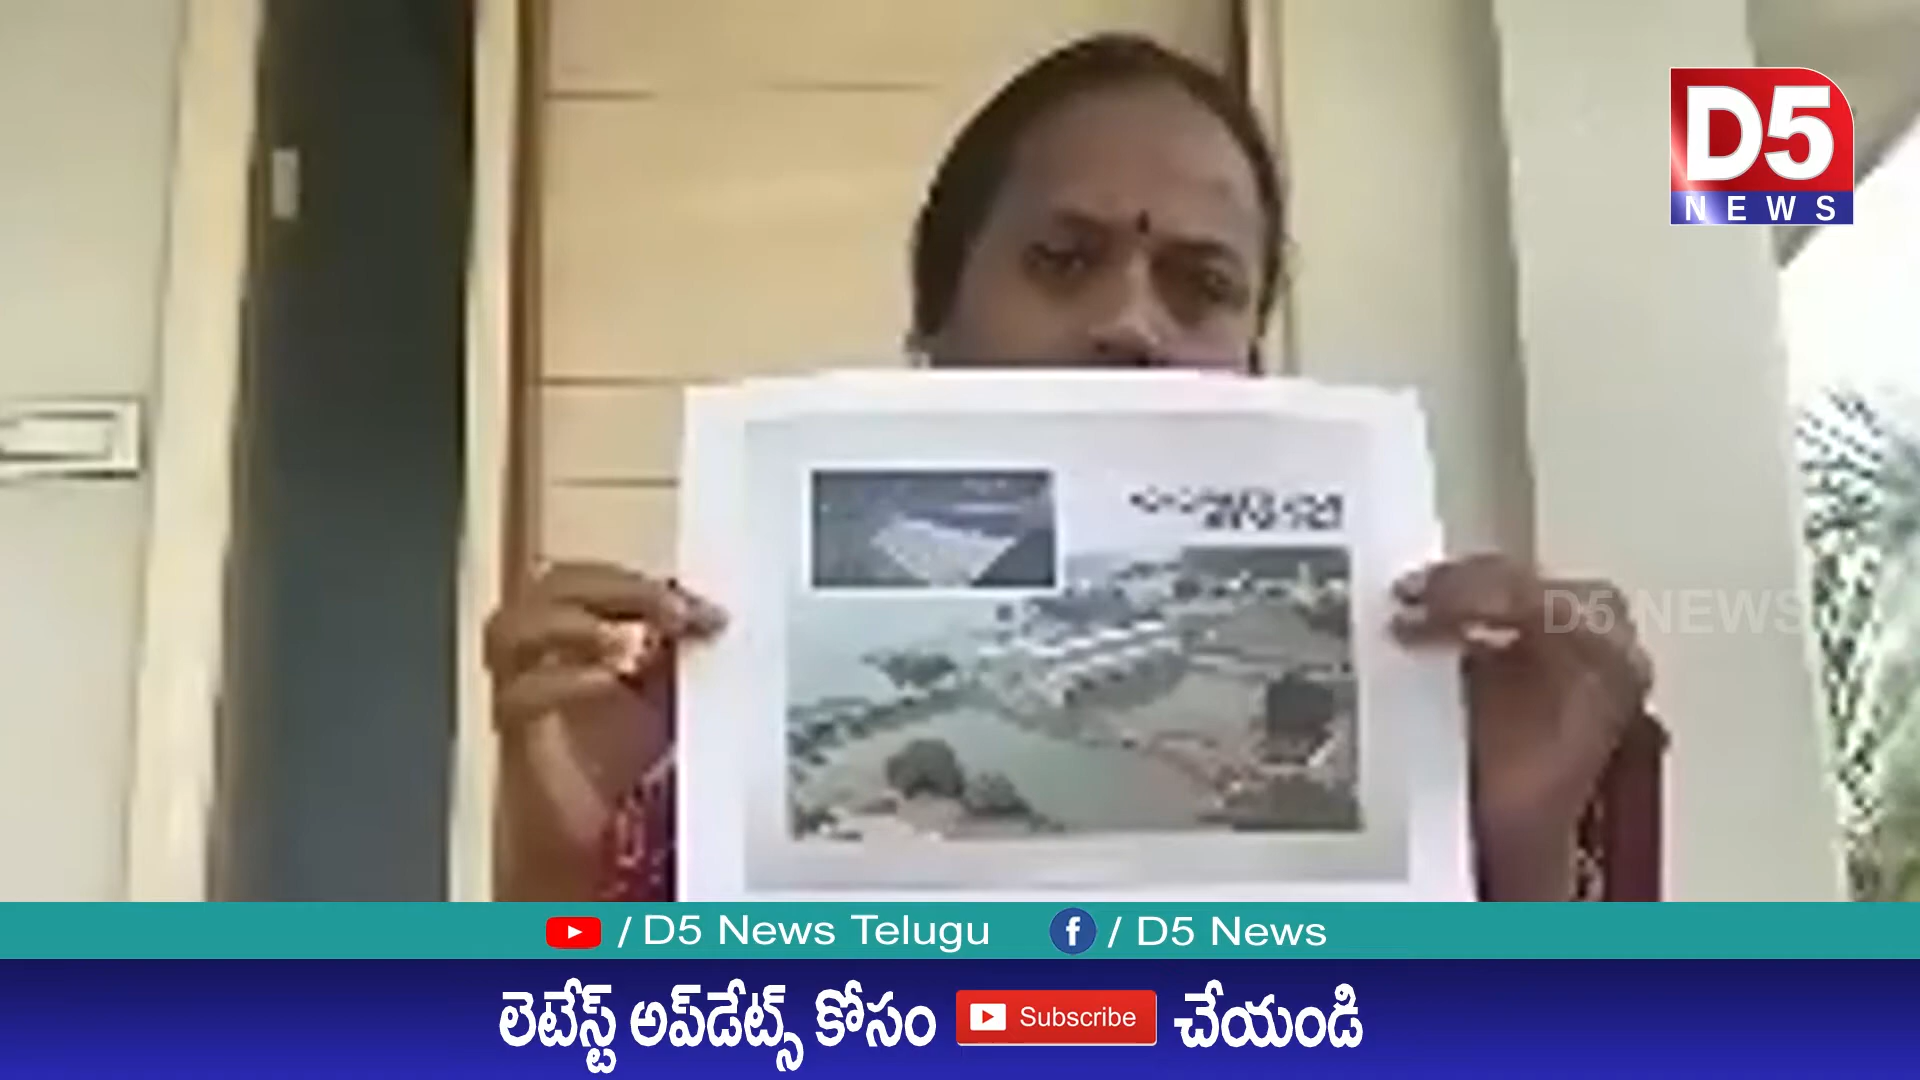 D5
NEWS
D5 NEWS
/ D5 News Telugu f / D5 News
లెటేస్ట్ అప్‌డేట్స్ కోసం Subscribe చేయండి